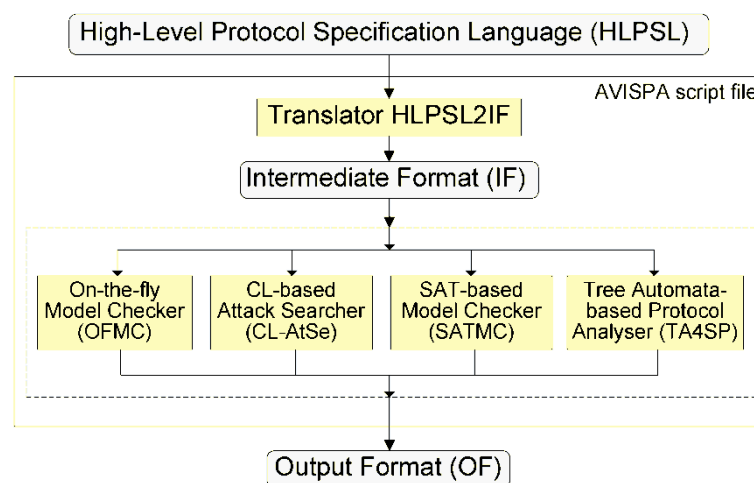 High-Level Protocol Specification Language (HLPSL)
AVISPA script file
Translator HLPSL2IF
Intermediate Format (IF)
On-the-fly
Model Checker
(OFMC)
CL-based
Attack Searcher
(CL-AtSe)
SAT-based
Model Checker
(SATMC)
Tree Automata-
based Protocol
Analyser (TA4SP)
Output Format (OF)